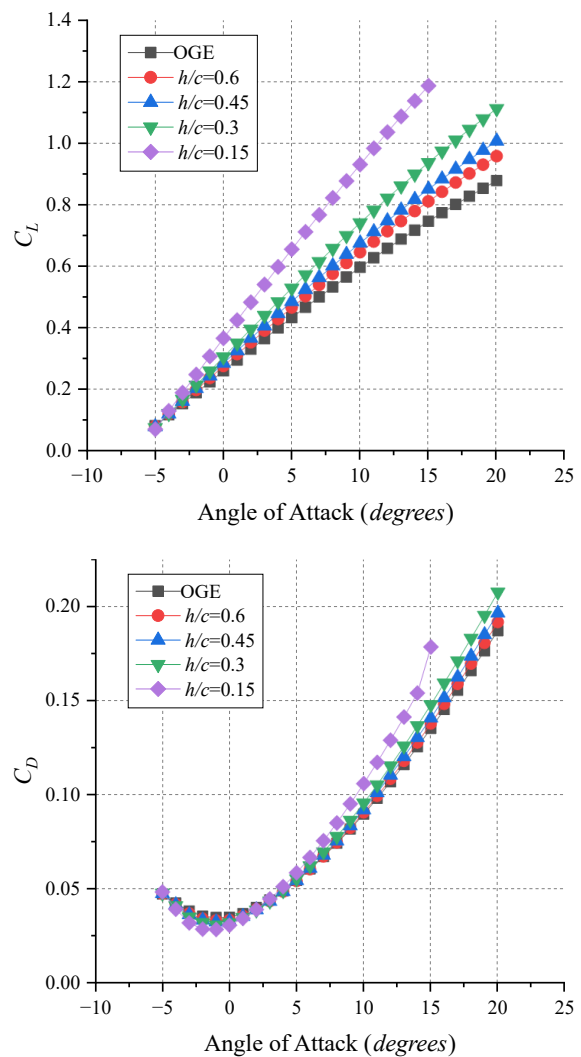 1.4
1.2
1.0
0.8
0.6
0.4
0.2
0.0
C_L
OGE
h/c=0.6
h/c=0.45
h/c=0.3
h/c=0.15
−10 −5 0 5 10 15 20 25
Angle of Attack (degrees)
0.20
0.15
0.10
0.05
0.00
C_D
OGE
h/c=0.6
h/c=0.45
h/c=0.3
h/c=0.15
−10 −5 0 5 10 15 20 25
Angle of Attack (degrees)